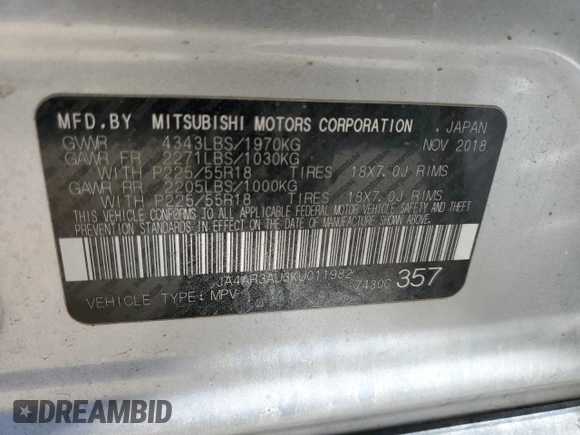 MFD.BY MITSUBISHI MOTORS CORPORATION . JAPAN
GVWR 4343LBS/1970KG NOV 2018
GAWR FR 2271LBS/1030KG
WITH P225/55R18 TIRES 18X7.0J RIMS
GAWR RR 2205LBS/1000KG
WITH P225/55R18 TIRES 18X7.0J RIMS
THIS VEHICLE CONFORMS TO ALL APPLICABLE FEDERAL MOTOR VEHICLE SAFETY AND THEFT
PREVENTION STANDARDS IN EFFECT ON THE DATE OF MANUFACTURE SHOWN ABOVE.
JA4AR3AU3KU011982 7430C 357
VEHICLE TYPE: MPV
DREAMBID